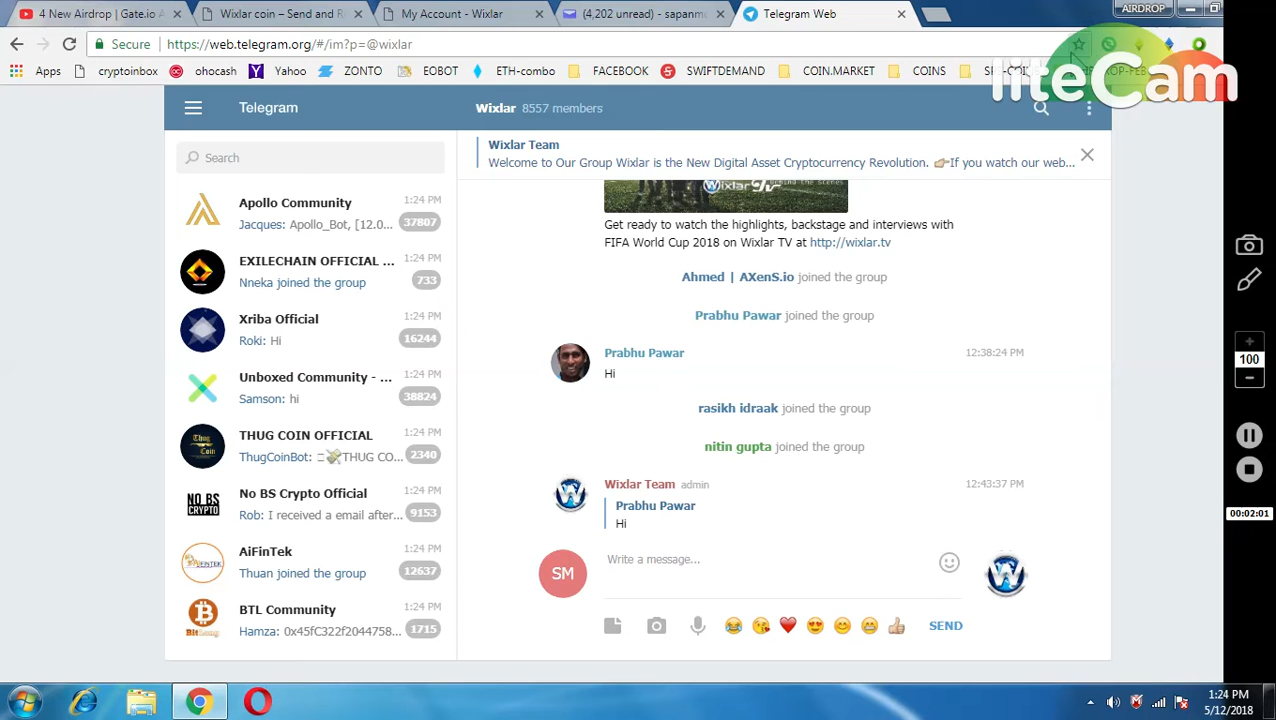 4 New Airdrop | Gate.io A
Wixlar coin – Send and R
My Account - Wixlar
(4,202 unread) - sapanm
Telegram Web
AIRDROP
Secure
https://web.telegram.org/#/im?p=@wixlar
Apps
cryptoinbox
ohocash
Yahoo
FACEBOOK
SWIFTDEMAND
ETH-combo
COIN.MARKET
COINS
liteCam
Telegram
Wixlar 8557 members
Search
Apollo Community 1:24 PM
Jacques: Apollo_Bot, [12.0... 37807
EXILECHAIN OFFICIAL ... 1:24 PM
Nneka joined the group 733
Xriba Official 1:24 PM
Roki: Hi 16244
Unboxed Community - ... 1:24 PM
Samson: hi 38824
THUG COIN OFFICIAL 1:24 PM
ThugCoinBot: THUG CO... 2340
No BS Crypto Official 1:24 PM
Rob: I received a email after... 9153
AiFinTek 1:24 PM
Thuan joined the group 12637
BTL Community 1:24 PM
Hamza: 0x45fC322f2044758... 1715
NO BS
CRYPTO
Wixlar Team
Welcome to Our Group Wixlar is the New Digital Asset Cryptocurrency Revolution. 👉If you watch our web...
Wixlar TV
Get ready to watch the highlights, backstage and interviews with
FIFA World Cup 2018 on Wixlar TV at http://wixlar.tv
Ahmed | AXenS.io joined the group
Prabhu Pawar joined the group
Prabhu Pawar 12:38:24 PM
Hi
rasikh idraak joined the group
nitin gupta joined the group
Wixlar Team admin 12:43:37 PM
Prabhu Pawar
Hi
SM
Write a message...
SEND
100
00:02:01
1:24 PM
5/12/2018